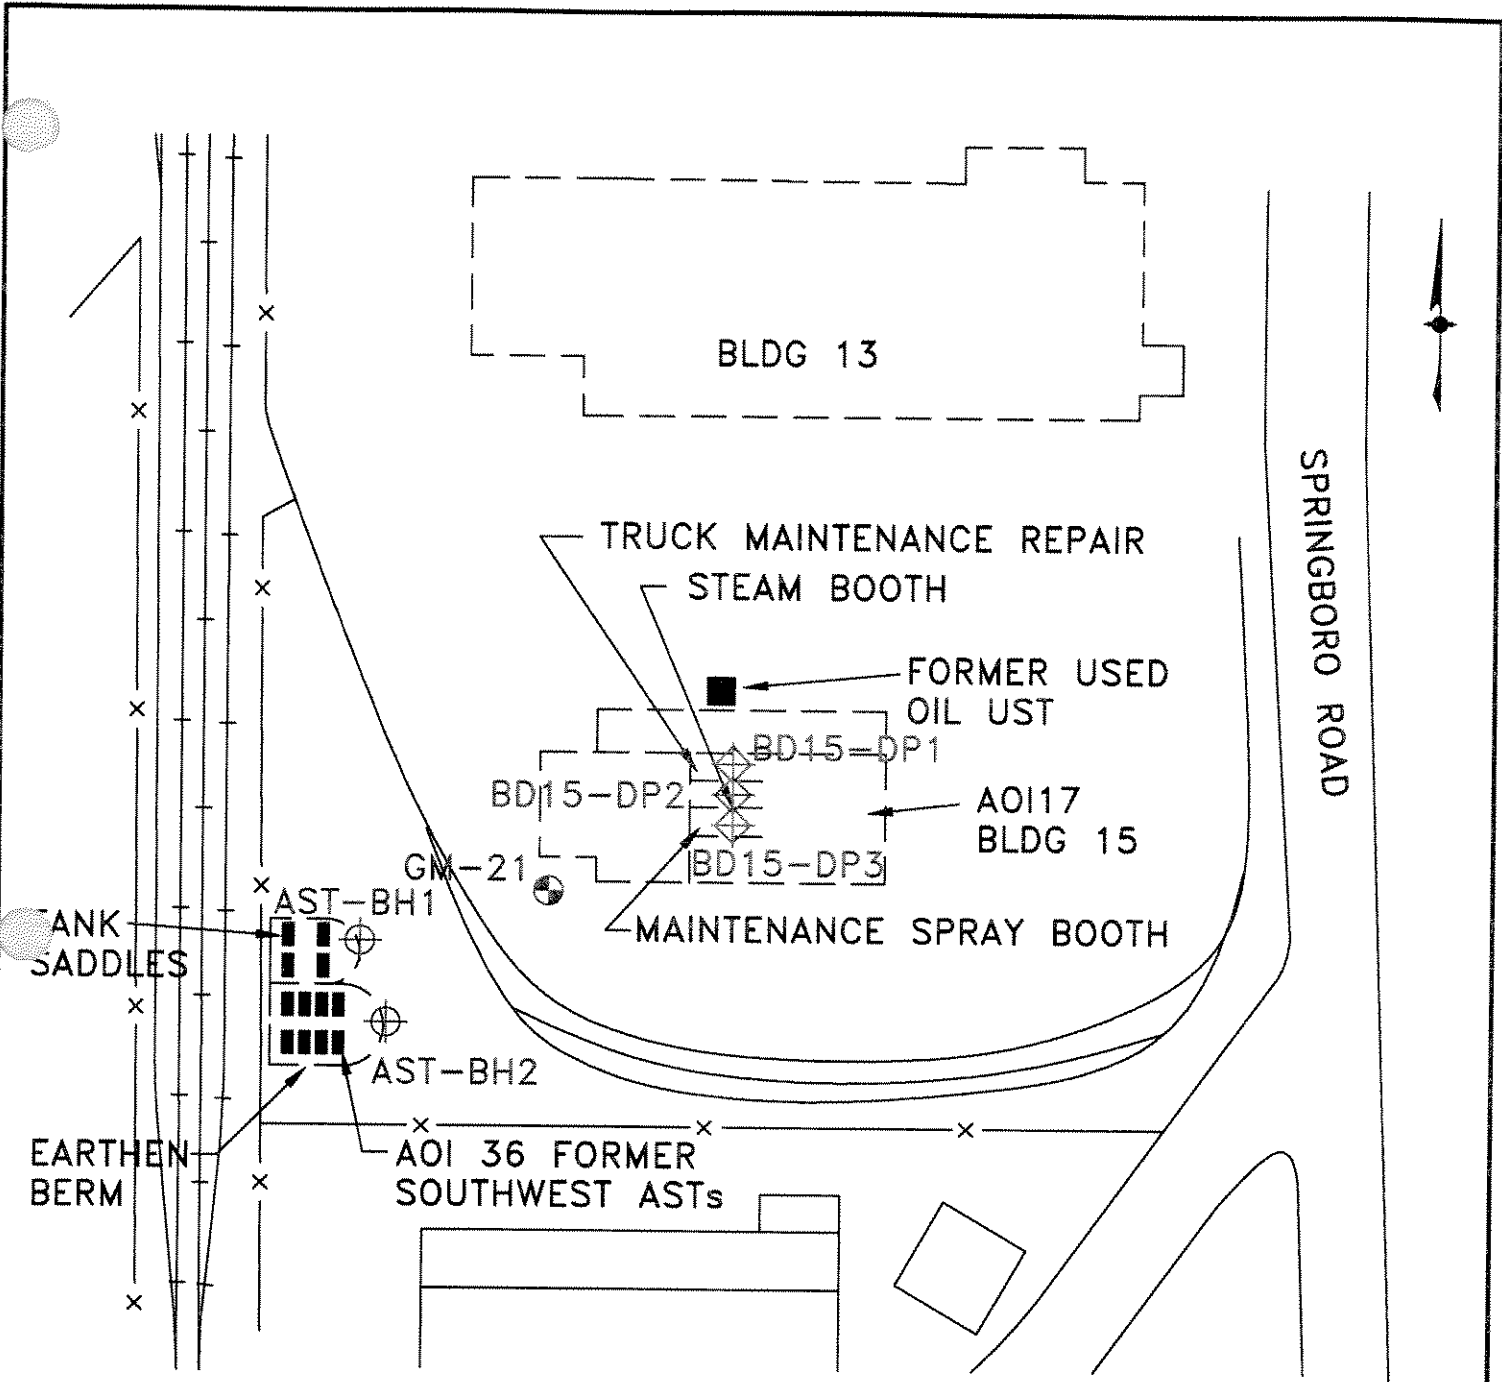 BLDG 13
SPRINGBORO ROAD
TRUCK MAINTENANCE REPAIR
STEAM BOOTH
FORMER USED
OIL UST
BD15-DP1
BD15-DP2
AOI17
BLDG 15
BD15-DP3
GM-21
AST-BH1
TANK
SADDLES
MAINTENANCE SPRAY BOOTH
AST-BH2
EARTHEN
BERM
AOI 36 FORMER
SOUTHWEST ASTs